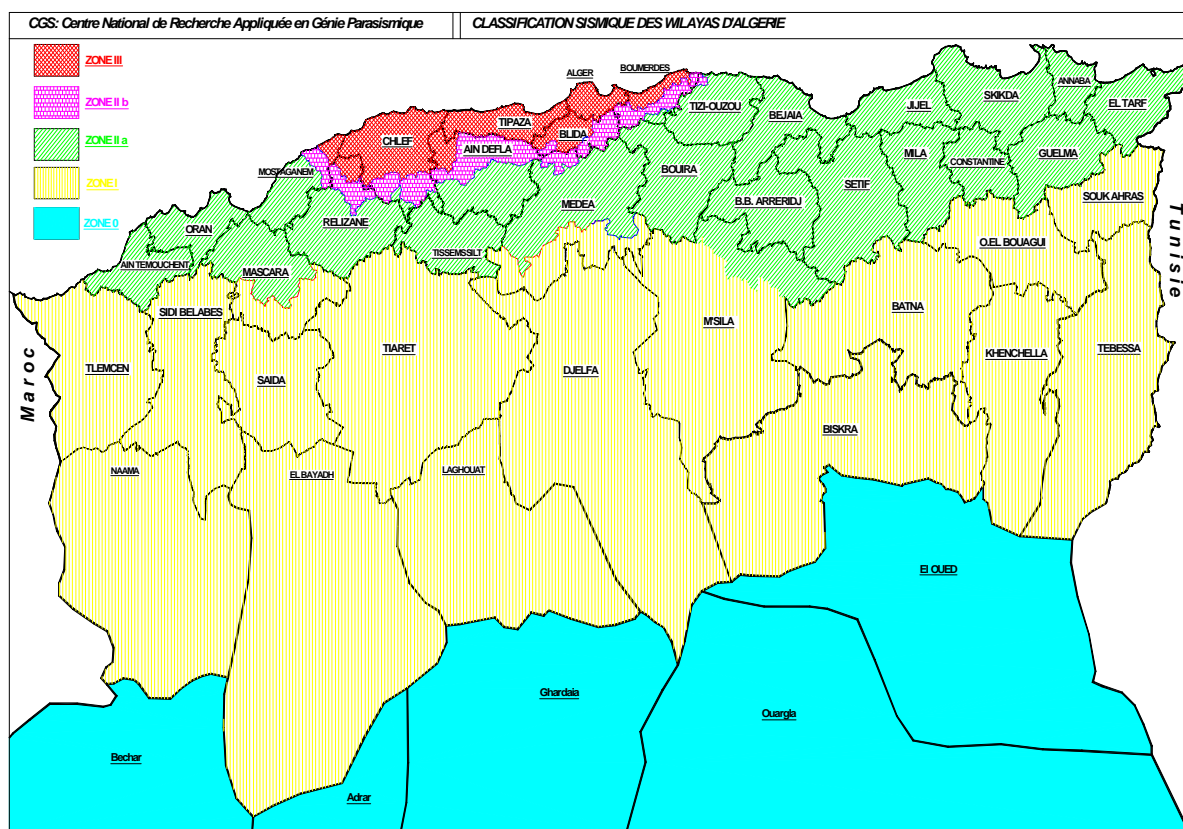 CGS: Centre National de Recherche Appliquée en Génie Parasismique
CLASSIFICATION SISMIQUE DES WILAYAS D'ALGERIE
ZONE III
ZONE II b
ZONE II a
ZONE I
ZONE 0
ALGER
BOUMERDES
TIPAZA
CHLEF
BLIDA
AIN DEFLA
TIZI-OUZOU
BEJAIA
JIJEL
SKIKDA
ANNABA
EL TARF
MOSTAGANEM
RELIZANE
MEDEA
BOUIRA
B.B. ARRERIDJ
SETIF
MILA
CONSTANTINE
GUELMA
SOUK AHRAS
ORAN
AIN TEMOUCHENT
MASCARA
TISSEMSSILT
O.EL BOUAGUI
SIDI BELABES
TLEMCEN
SAIDA
TIARET
DJELFA
M'SILA
BATNA
KHENCHELLA
TEBESSA
BISKRA
NAAMA
EL BAYADH
LAGHOUAT
El OUED
Ghardaia
Ouargla
Bechar
Adrar
Maroc
Tunisie